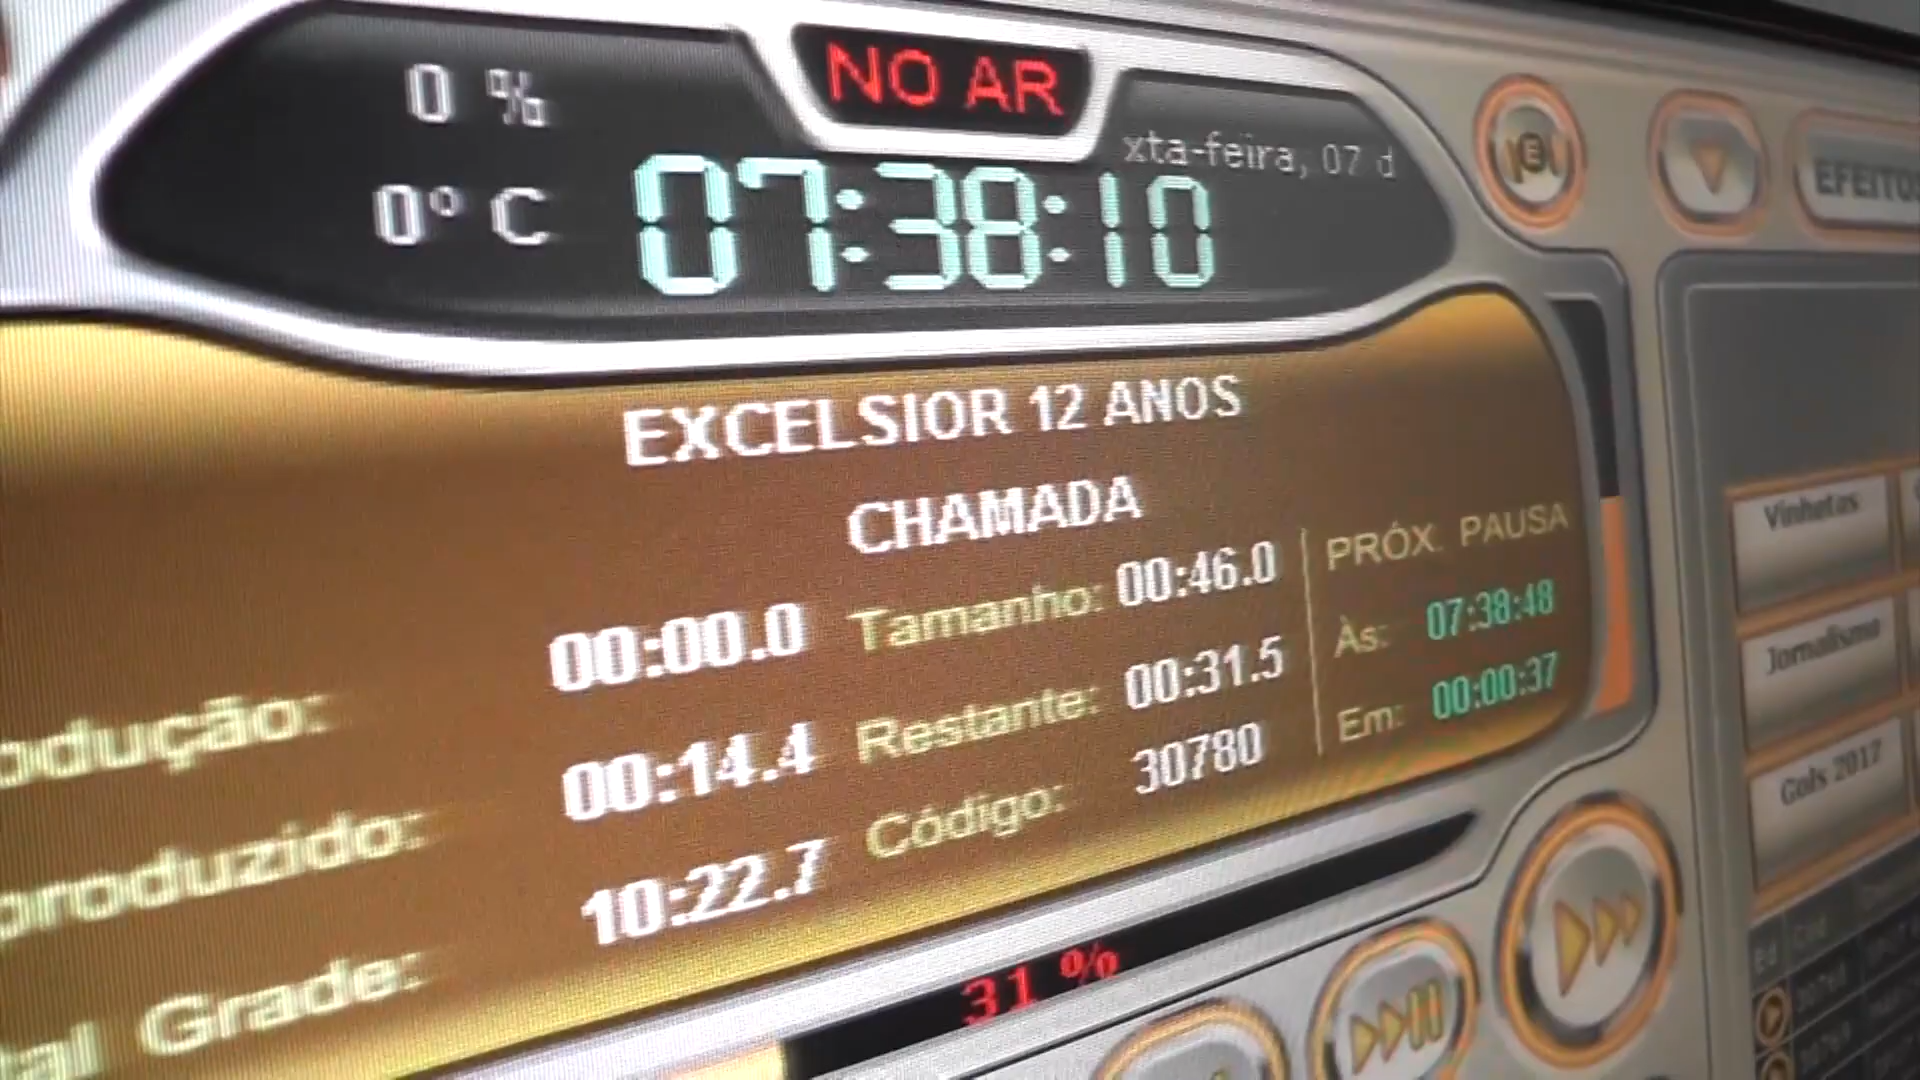 0 %
NO AR
xta-feira, 07 d
0º C
07:38:10
EFEITOS
EXCELSIOR 12 ANOS
CHAMADA
00:00.0
Tamanho: 00:46.0
PRÓX. PAUSA
odução: 00:14.4
Restante: 00:31.5
Às: 07:38:48
produzido: 10:22.7
Código: 30780
Em: 00:00:37
al Grade:
31 %
Vinhetas
Jornalismo
Gols 2017